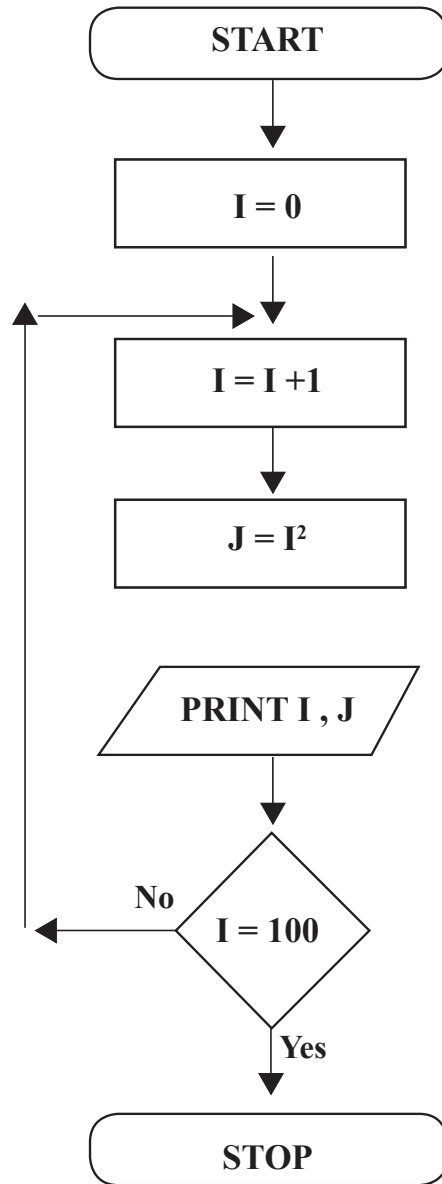 START
I = 0
I = I +1
J = I²
PRINT I , J
No
I = 100
Yes
STOP